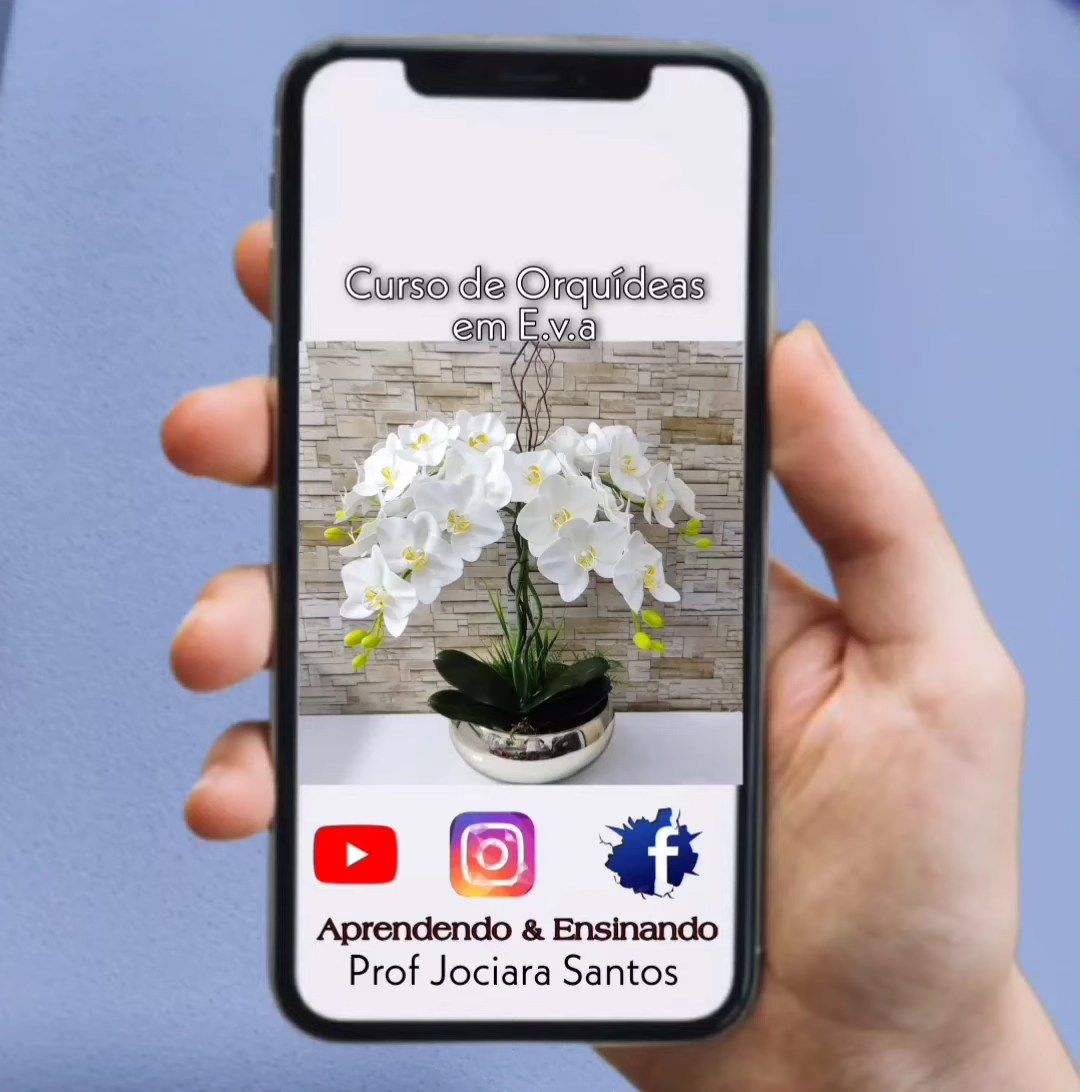 Curso de Orquídeas
em E.v.a
f
Aprendendo & Ensinando
Prof Jociara Santos